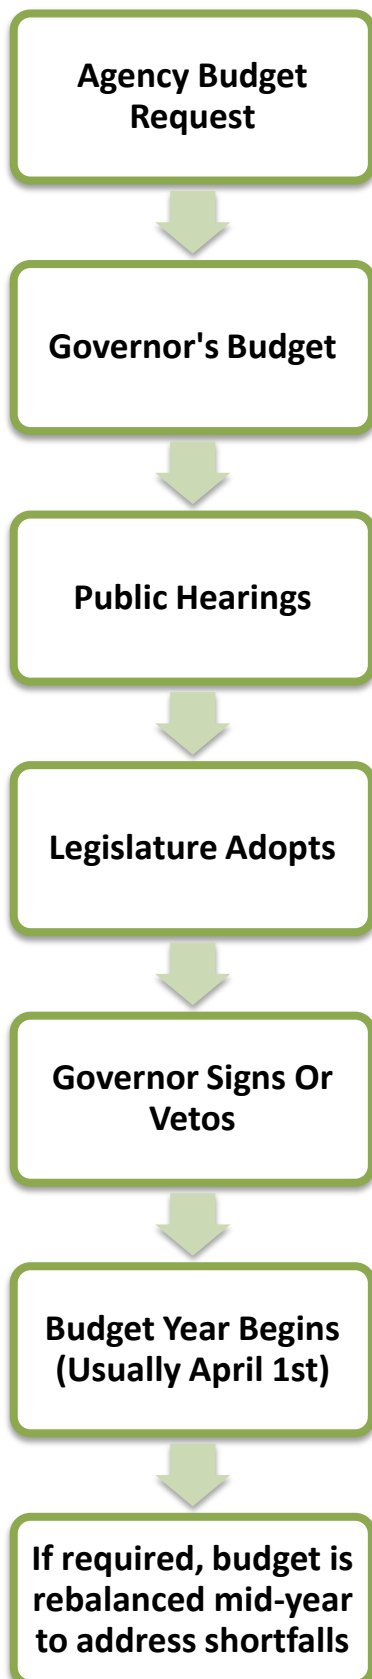 Agency Budget
Request
Governor's Budget
Public Hearings
Legislature Adopts
Governor Signs Or
Vetos
Budget Year Begins
(Usually April 1st)
If required, budget is
rebalanced mid-year
to address shortfalls